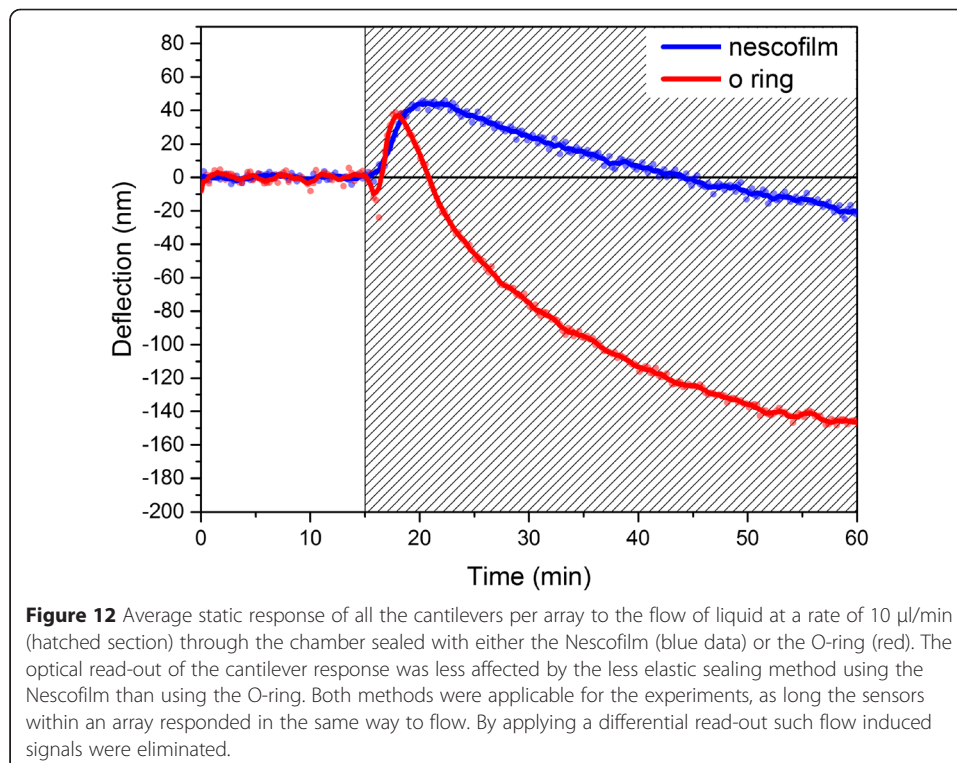 nescofilm
o ring
80
60
40
20
0
-20
-40
-60
-80
-100
-120
-140
-160
-180
-200
Deflection (nm)
0 10 20 30 40 50 60
Time (min)
Figure 12 Average static response of all the cantilevers per array to the flow of liquid at a rate of 10 μl/min
(hatched section) through the chamber sealed with either the Nescofilm (blue data) or the O-ring (red). The
optical read-out of the cantilever response was less affected by the less elastic sealing method using the
Nescofilm than using the O-ring. Both methods were applicable for the experiments, as long the sensors
within an array responded in the same way to flow. By applying a differential read-out such flow induced
signals were eliminated.